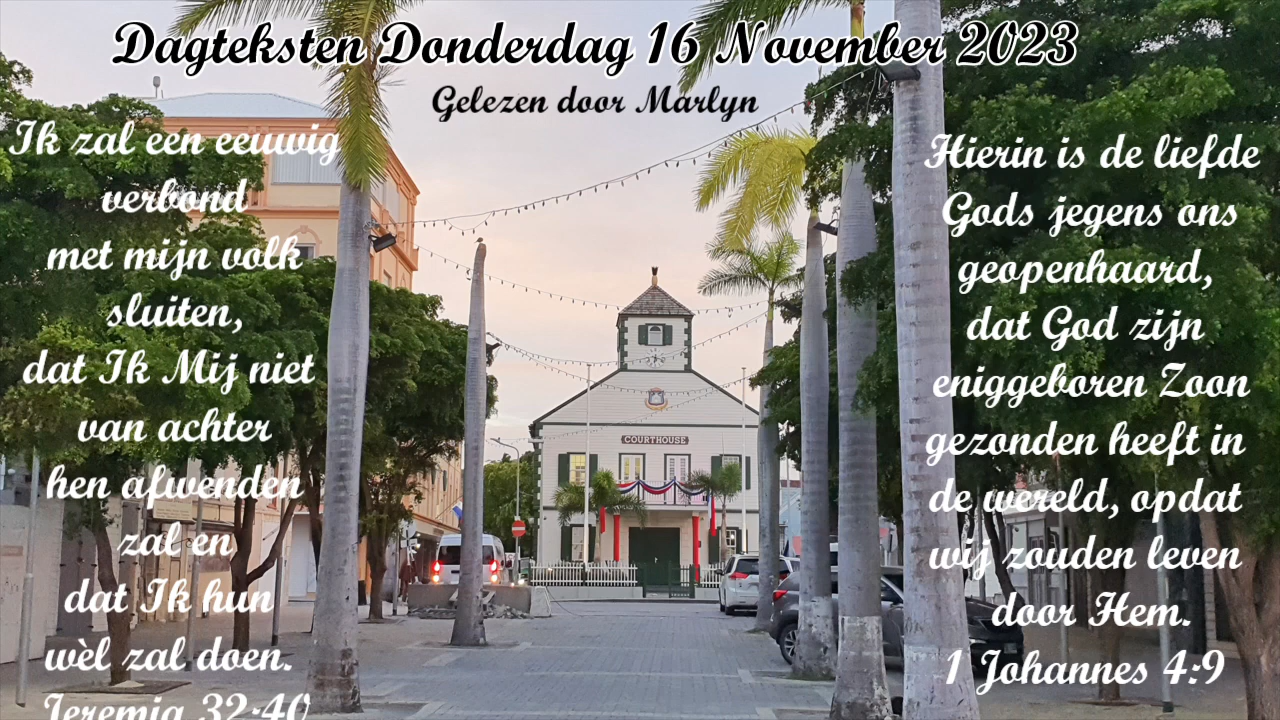 Dagteksten Donderdag 16 November 2023
Gelezen door Marlyn
Ik zal een eeuwig
verbond
met mijn volk
sluiten,
dat Ik Mij niet
van achter
hen afwenden
zal en
dat Ik hun
wèl zal doen.
Jeremia 32:40
Hierin is de liefde
Gods jegens ons
geopenhaard,
dat God zijn
eniggeboren Zoon
gezonden heeft in
de wereld, opdat
wij zouden leven
door Hem.
1 Johannes 4:9
COURTHOUSE